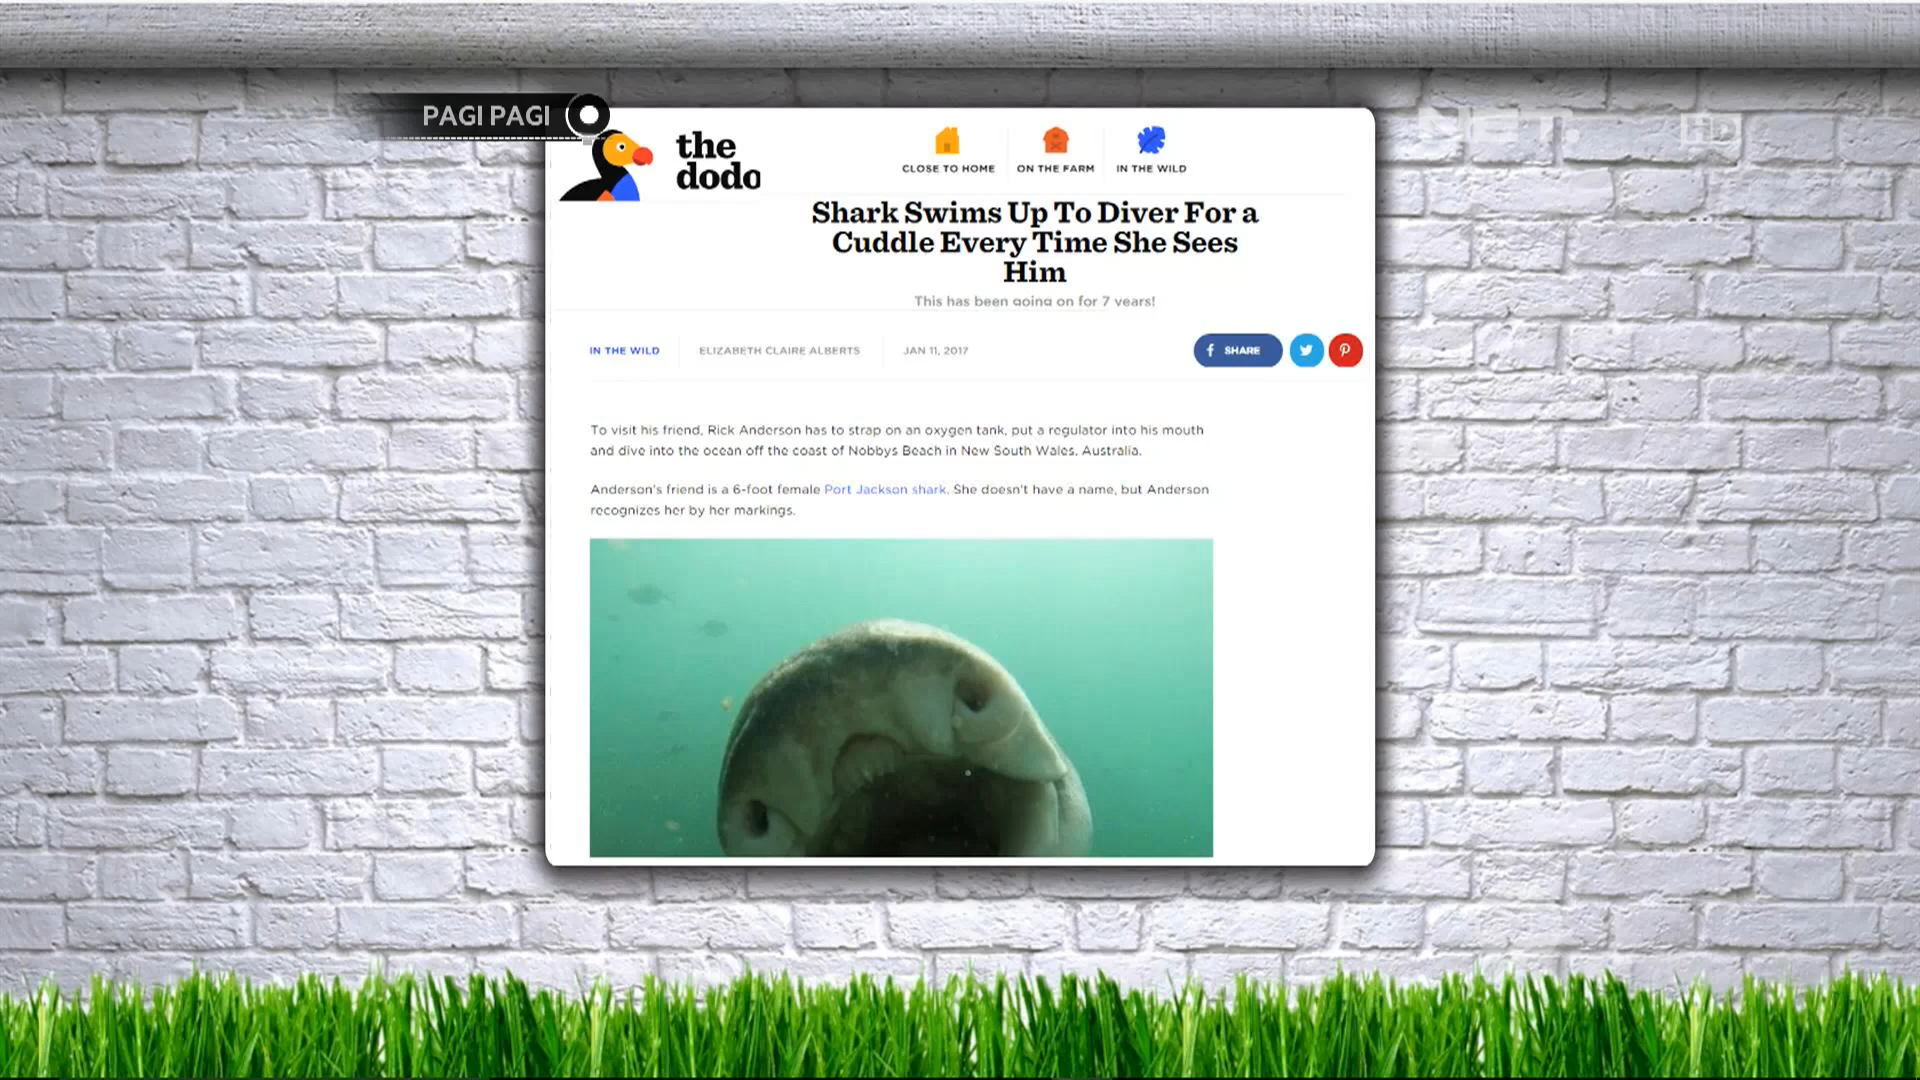 PAGI PAGI
NET
HD
the
dodo
CLOSE TO HOME
ON THE FARM
IN THE WILD
Shark Swims Up To Diver For a
Cuddle Every Time She Sees
Him
This has been going on for 7 years!
IN THE WILD
ELIZABETH CLAIRE ALBERTS
JAN 11, 2017
f SHARE
To visit his friend, Rick Anderson has to strap on an oxygen tank, put a regulator into his mouth
and dive into the ocean off the coast of Nobbys Beach in New South Wales, Australia.
Anderson's friend is a 6-foot female Port Jackson shark. She doesn't have a name, but Anderson
recognizes her by her markings.